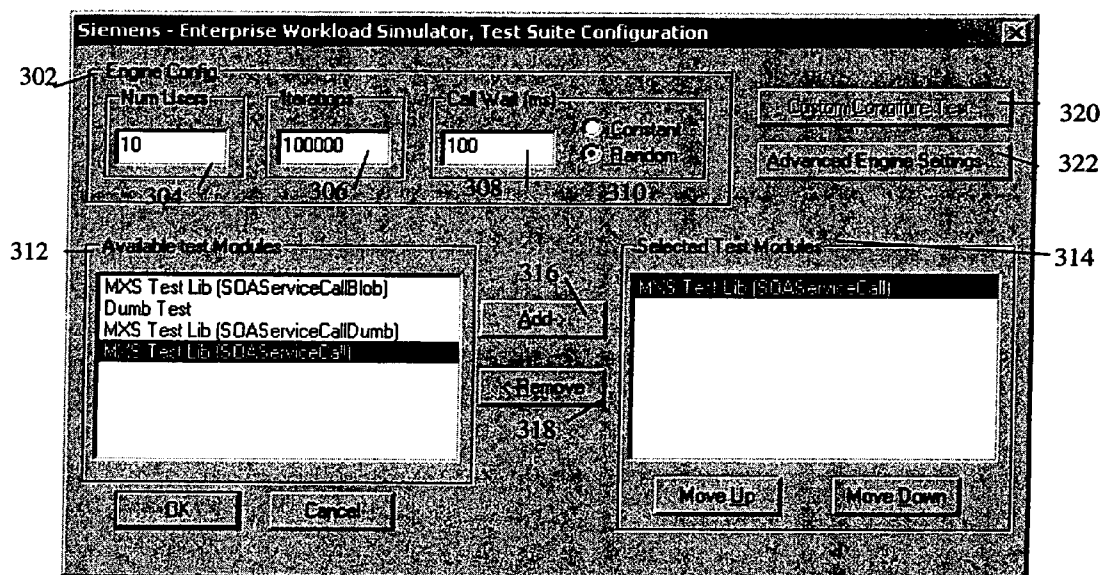 Siemens - Enterprise Workload Simulator, Test Suite Configuration
302
Engine Config
Num Users
Iterations
Call Wait (ms)
10
100000
100
Constant
Random
304
306
308
310
Custom Configure Test
320
Advanced Engine Settings
322
312
Available test Modules
MXS Test Lib (SOAServiceCallBlob)
Dumb Test
MXS Test Lib (SOAServiceCallDumb)
MXS Test Lib (SOAServiceCall)
316
Add->
<-Remove
318
Selected Test Modules
314
MXS Test Lib (SOAServiceCall)
Move Up
Move Down
OK
Cancel